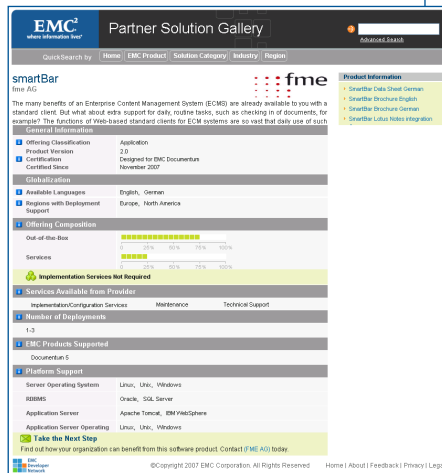 EMC²
where information lives®
Partner Solution Gallery
Advanced Search
QuickSearch by
Home
EMC Product
Solution Category
Industry
Region
smartBar
fme AG
fme
The many benefits of an Enterprise Content Management System (ECMS) are already available to you with a
standard client. But what about extra support for daily, routine tasks, such as checking in of documents, for
example? The functions of Web-based standard clients for ECM systems are so vast that daily use of such
General Information
Offering Classification Application
Product Version 2.0
Certification Designed for EMC Documentum
Certified Since November 2007
Globalization
Available Languages English, German
Regions with Deployment Europe, North America
Support
Offering Composition
Out-of-the-Box
0 25% 50% 75% 100%
Services
0 25% 50% 75% 100%
Implementation Services Not Required
Services Available from Provider
Implementation/Configuration Services Maintenance Technical Support
Number of Deployments
1-3
EMC Products Supported
Documentum 5
Platform Support
Server Operating System Linux, Unix, Windows
RDBMS Oracle, SQL Server
Application Server Apache Tomcat, IBM WebSphere
Application Server Operating Linux, Unix, Windows
Take the Next Step
Find out how your organization can benefit from this software product. Contact (FME AG) today.
Product Information
SmartBar Data Sheet German
SmartBar Brochure English
SmartBar Brochure German
SmartBar Lotus Notes integration
EMC
Developer
Network
©Copyright 2007 EMC Corporation. All Rights Reserved
Home | About | Feedback | Privacy | Lega